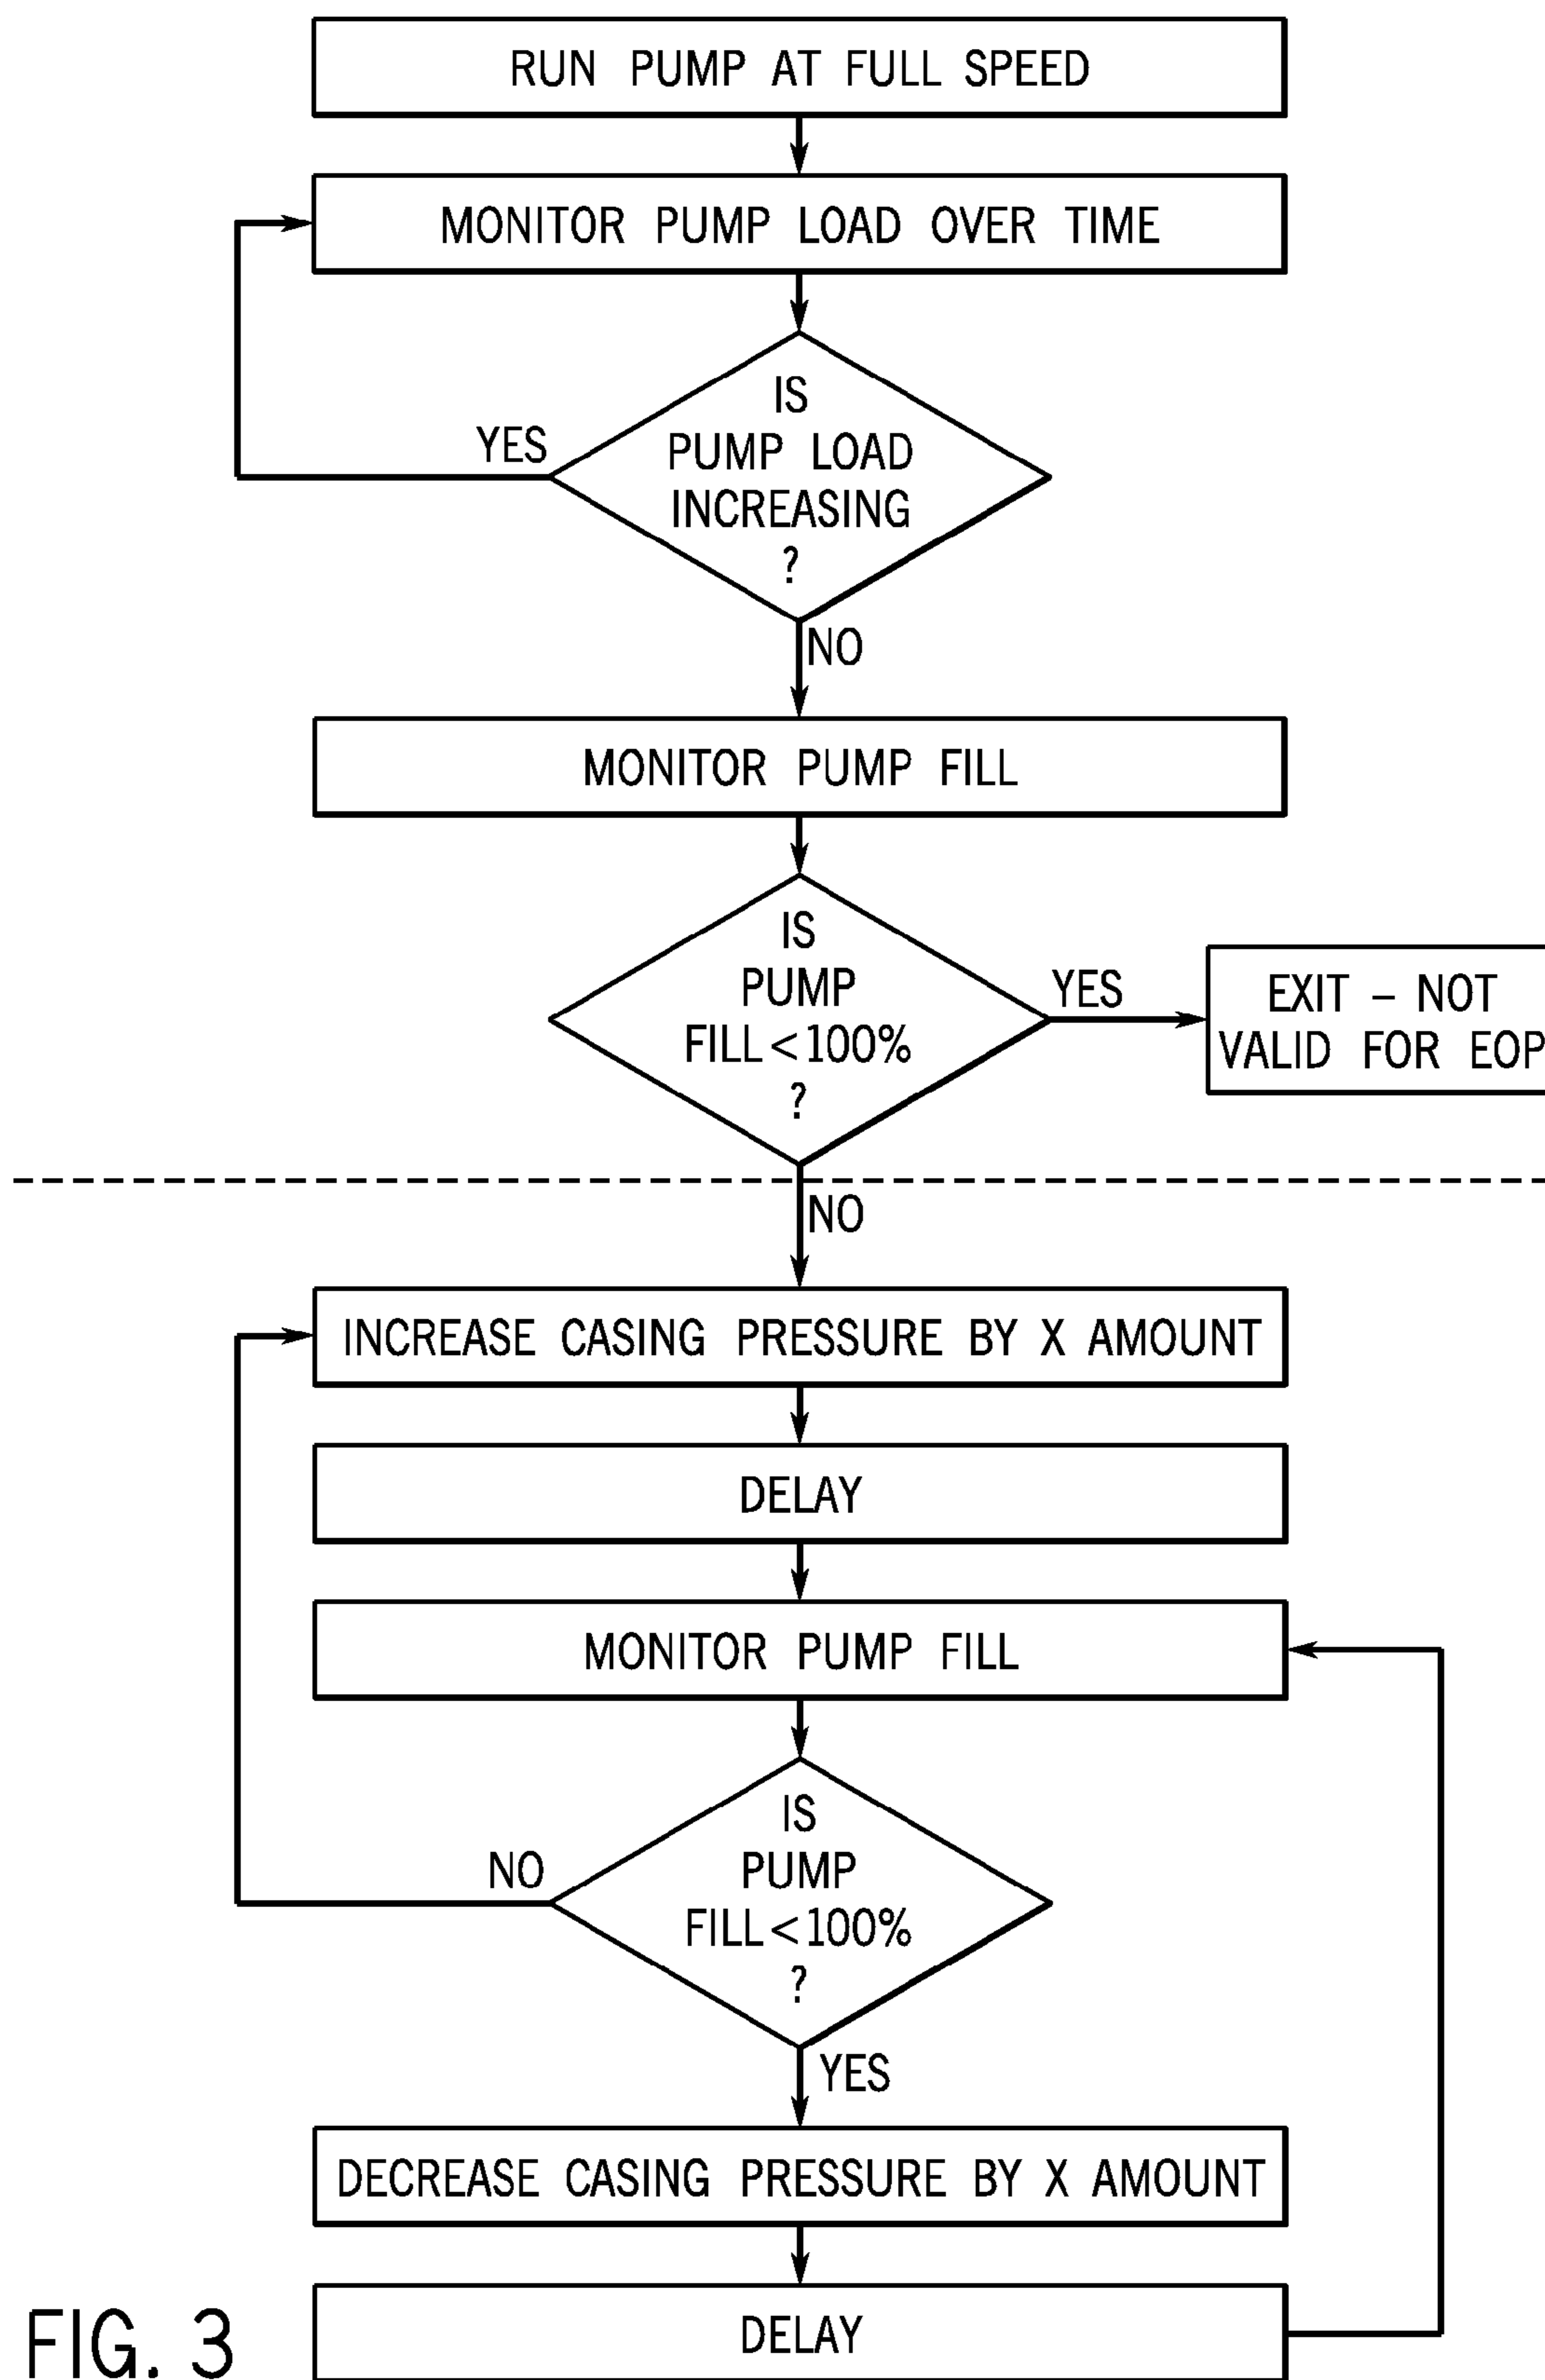 RUN PUMP AT FULL SPEED
MONITOR PUMP LOAD OVER TIME
IS
PUMP LOAD
INCREASING
?
YES
NO
MONITOR PUMP FILL
IS
PUMP
FILL<100%
?
YES
EXIT – NOT
VALID FOR EOP
NO
INCREASE CASING PRESSURE BY X AMOUNT
DELAY
MONITOR PUMP FILL
IS
PUMP
FILL<100%
?
NO
YES
DECREASE CASING PRESSURE BY X AMOUNT
DELAY
FIG. 3